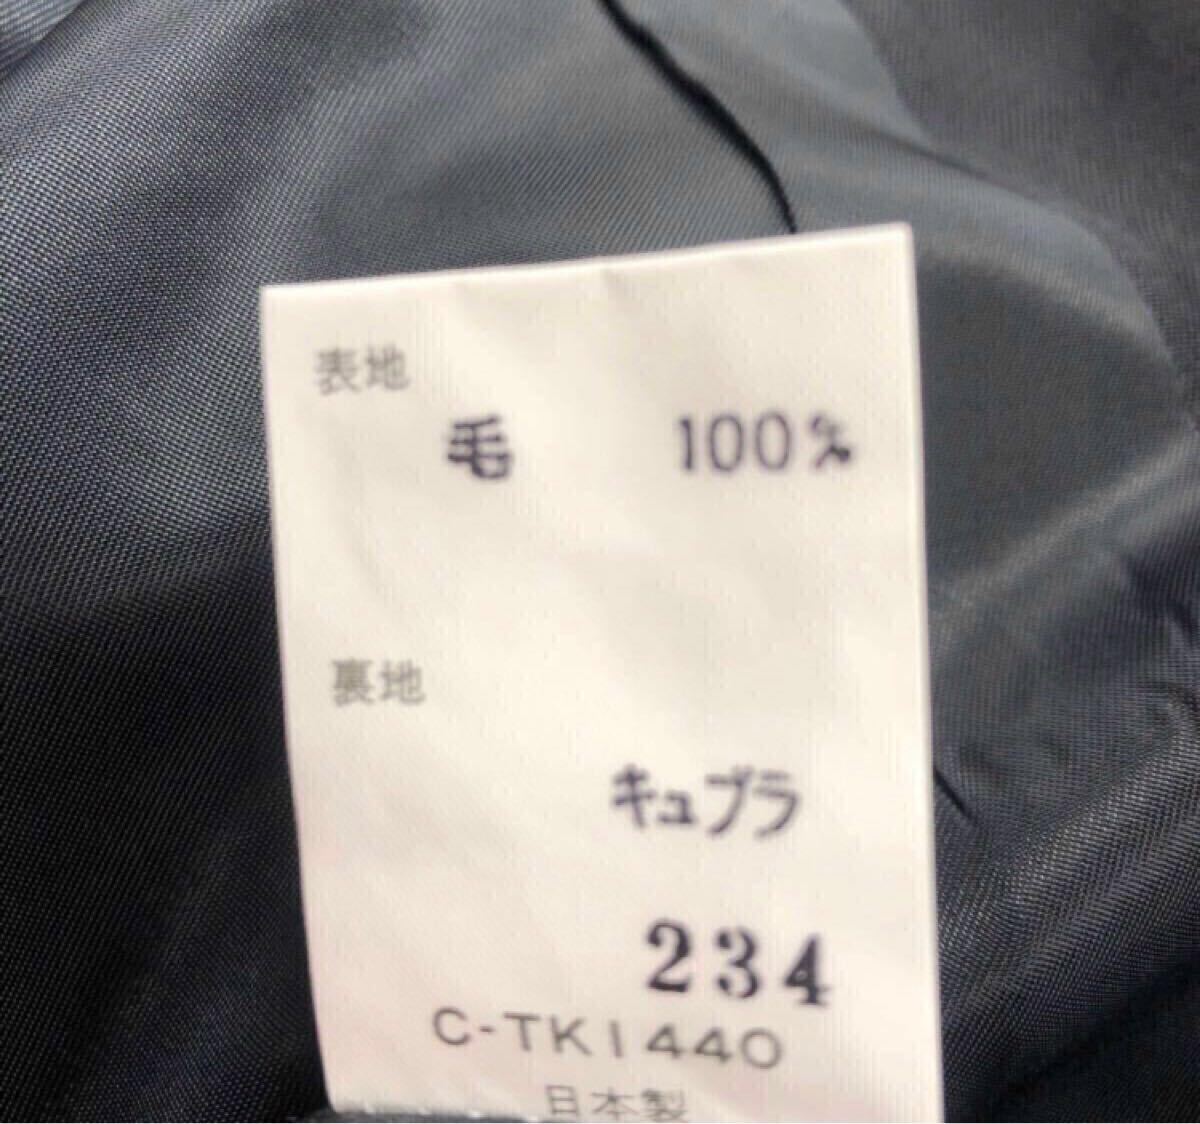 表地
毛 100%
裏地
キュプラ
234
C-TK1440
日本製